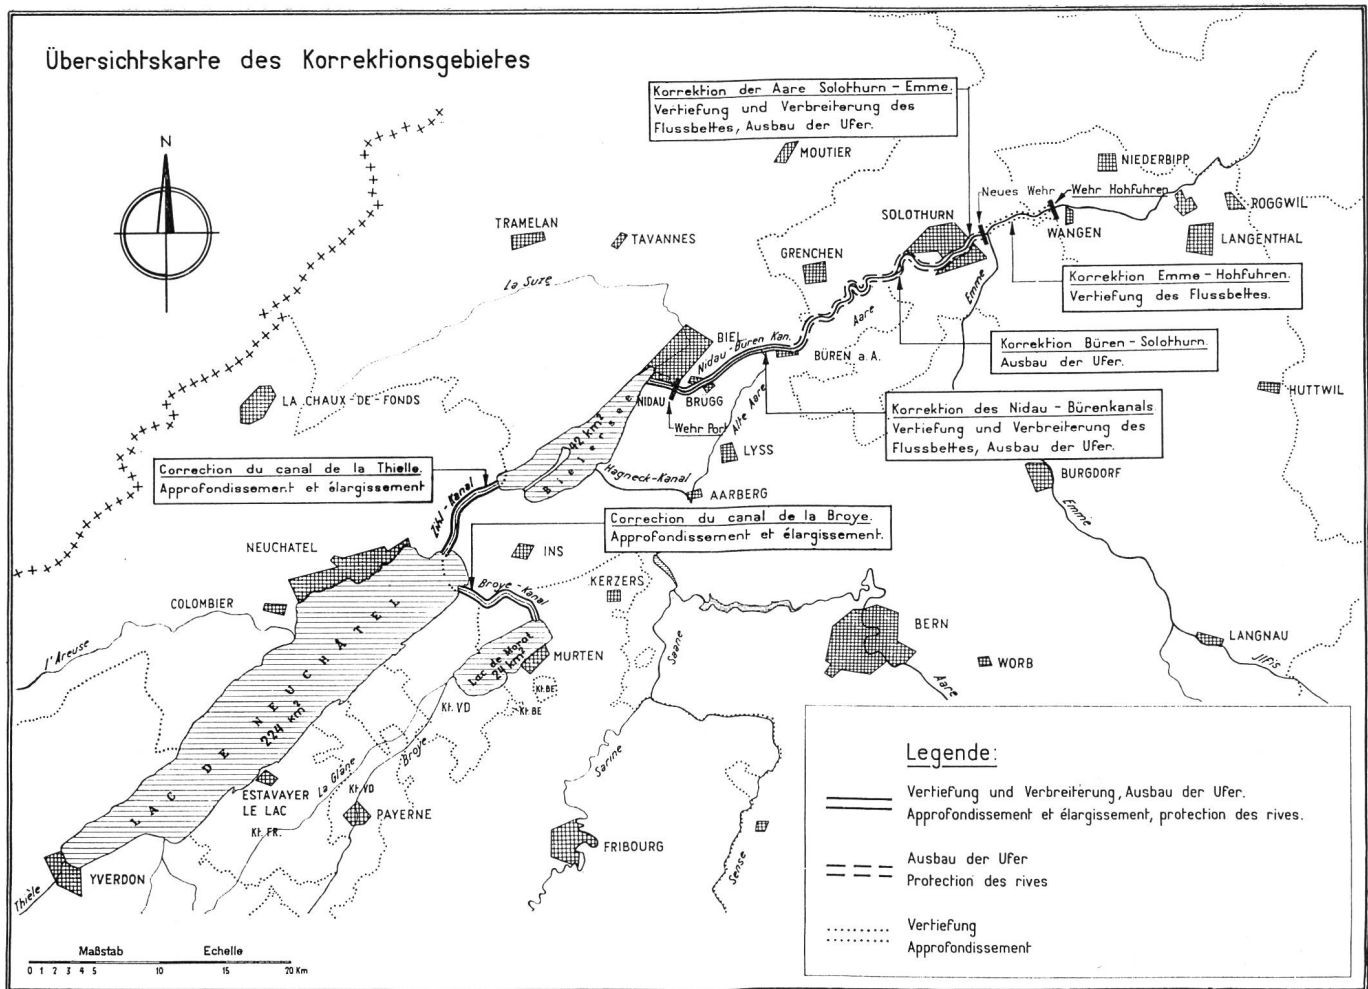 Übersichtskarte des Korrektionsgebietes
N
Korrektion der Aare Solothurn - Emme.
Vertiefung und Verbreiterung des
Flussbettes, Ausbau der Ufer.
MOUTIER
NIEDERBIPP
Neues Wehr
Wehr Hohfuhren
ROGGWIL
WANGEN
LANGENTHAL
SOLOTHURN
TRAMELAN
TAVANNES
GRENCHEN
La Suze
Emme
Aare
Korrektion Emme - Hohfuhren.
Vertiefung des Flussbettes.
Korrektion Büren - Solothurn.
Ausbau der Ufer.
BIEL
Nidau - Büren Kan.
BÜREN a. A.
HUTTWIL
LA CHAUX - DE - FONDS
NIDAU
BRÜGG
Alte Aare
Wehr Port
Korrektion des Nidau - Bürenkanals
Vertiefung und Verbreiterung des
Flussbettes, Ausbau der Ufer.
Bielersee
42 km²
LYSS
Correction du canal de la Thielle.
Approfondissement et élargissement
Hagneck - Kanal
AARBERG
BURGDORF
Zihl - Kanal
Correction du canal de la Broye.
Approfondissement et élargissement.
Emme
NEUCHATEL
INS
KERZERS
Broye - Kanal
COLOMBIER
BERN
LANGNAU
Jlfis
WORB
Aare
Saane
l'Areuse
Lac de Morat
24 km²
MURTEN
Kt. BE
Kt. BE
Kt. VD
LAC DE NEUCHÂTEL
224 km²
Broye
La Glâne
Sarine
ESTAVAYER
LE LAC
Kt. VD
PAYERNE
Kt. FR.
FRIBOURG
Sense
YVERDON
Thièle
Legende:
Vertiefung und Verbreiterung, Ausbau der Ufer.
Approfondissement et élargissement, protection des rives.
Ausbau der Ufer
Protection des rives
Vertiefung
Approfondissement
Maßstab Echelle
0 1 2 3 4 5 10 15 20 Km